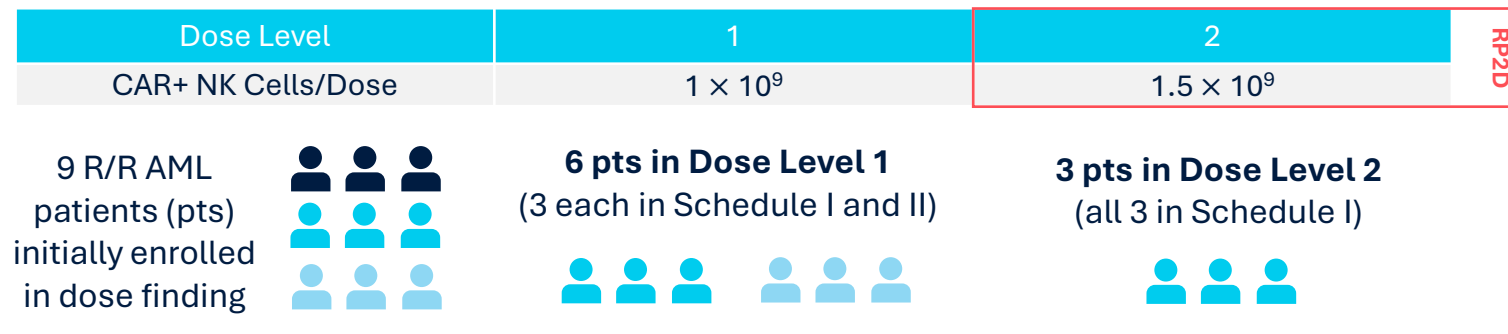 Dose Level 1 2 RP2D
CAR+ NK Cells/Dose 1 × 10⁹ 1.5 × 10⁹
9 R/R AML
patients (pts)
initially enrolled
in dose finding
6 pts in Dose Level 1
(3 each in Schedule I and II)
3 pts in Dose Level 2
(all 3 in Schedule I)